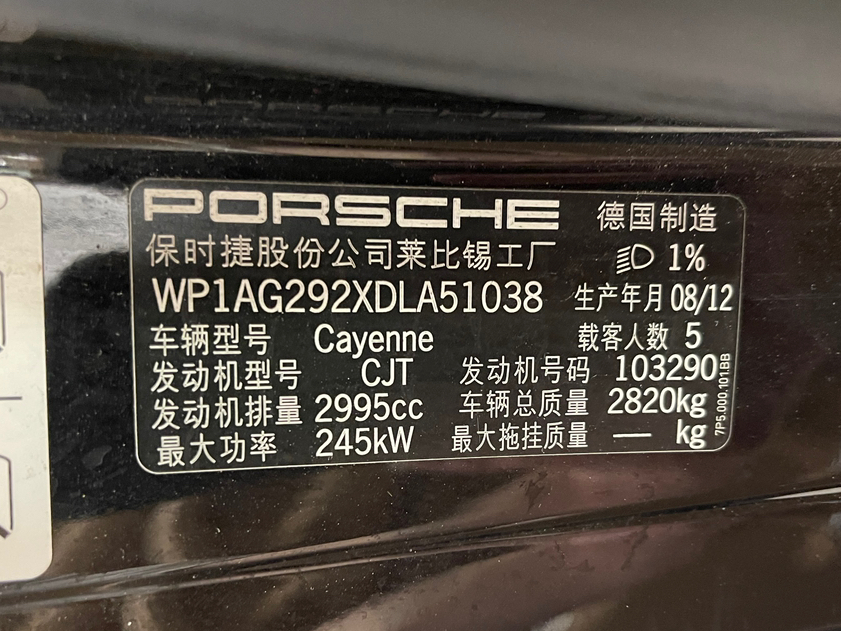 PORSCHE 德国制造
保时捷股份公司莱比锡工厂 1%
WP1AG292XDLA51038 生产年月 08/12
车辆型号 Cayenne 载客人数 5
发动机型号 CJT 发动机号码 103290
发动机排量 2995cc 车辆总质量 2820kg
最大功率 245kW 最大拖挂质量 — kg
7P5.000.101.BB